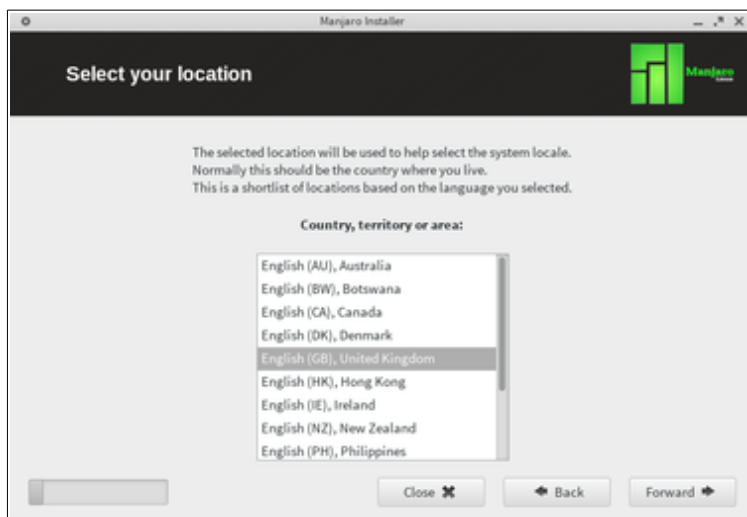 Manjaro Installer
Select your location
Manjaro
The selected location will be used to help select the system locale.
Normally this should be the country where you live.
This is a shortlist of locations based on the language you selected.
Country, territory or area:
English (AU), Australia
English (BW), Botswana
English (CA), Canada
English (DK), Denmark
English (GB), United Kingdom
English (HK), Hong Kong
English (IE), Ireland
English (NZ), New Zealand
English (PH), Philippines
Close
Back
Forward